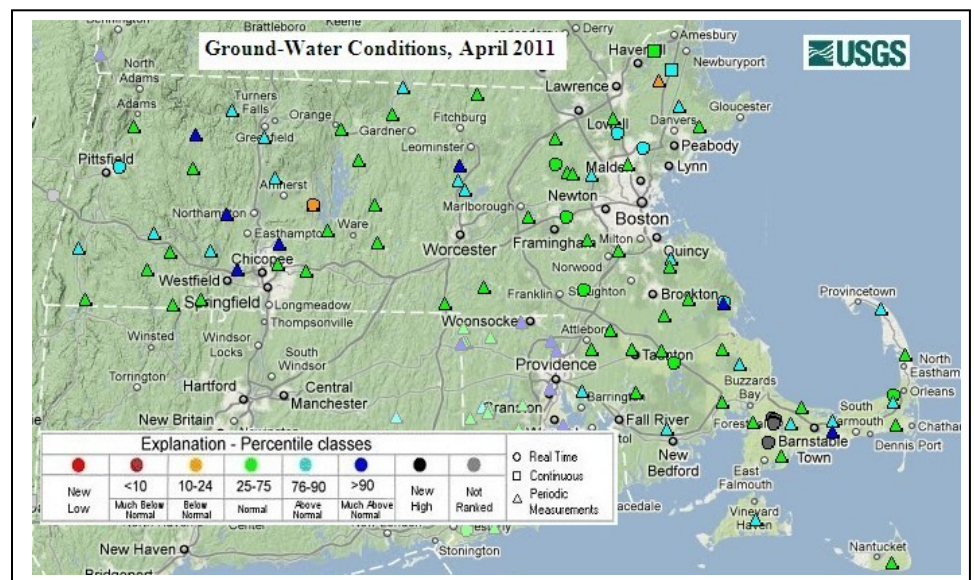 Ground-Water Conditions, April 2011
USGS
Brattleboro
Keene
Derry
Amesbury
Haverhill
Newburyport
North Adams
Adams
Turners Falls
Greenfield
Orange
Gardner
Fitchburg
Leominster
Lawrence
Lowell
Danvers
Gloucester
Peabody
Lynn
Malde
Pittsfield
Amherst
Northampton
Easthampton
Ware
Marlborough
Newton
Boston
Worcester
Framingham
Milton
Quincy
Norwood
Chicopee
Westfield
Springfield
Longmeadow
Thompsonville
Franklin
Stoughton
Brockton
Provincetown
Winsted
Windsor Locks
South Windsor
Woonsocke
Attlebor
Taunton
Providence
North Eastham
Orleans
Torrington
Hartford
Central Manchester
Cranston
Barrington
Buzzards Bay
New Britain
Fall River
Forestdale
South Yarmouth
Chatham
Dennis Port
Barnstable Town
New Bedford
East Falmouth
Vineyard Haven
Nantucket
New Haven
Stonington
Bridgeport
Explanation - Percentile classes
<10 10-24 25-75 76-90 >90
New Low
Much Below Normal
Below Normal
Normal
Above Normal
Much Above Normal
New High
Not Ranked
Real Time
Continuous
Periodic Measurements